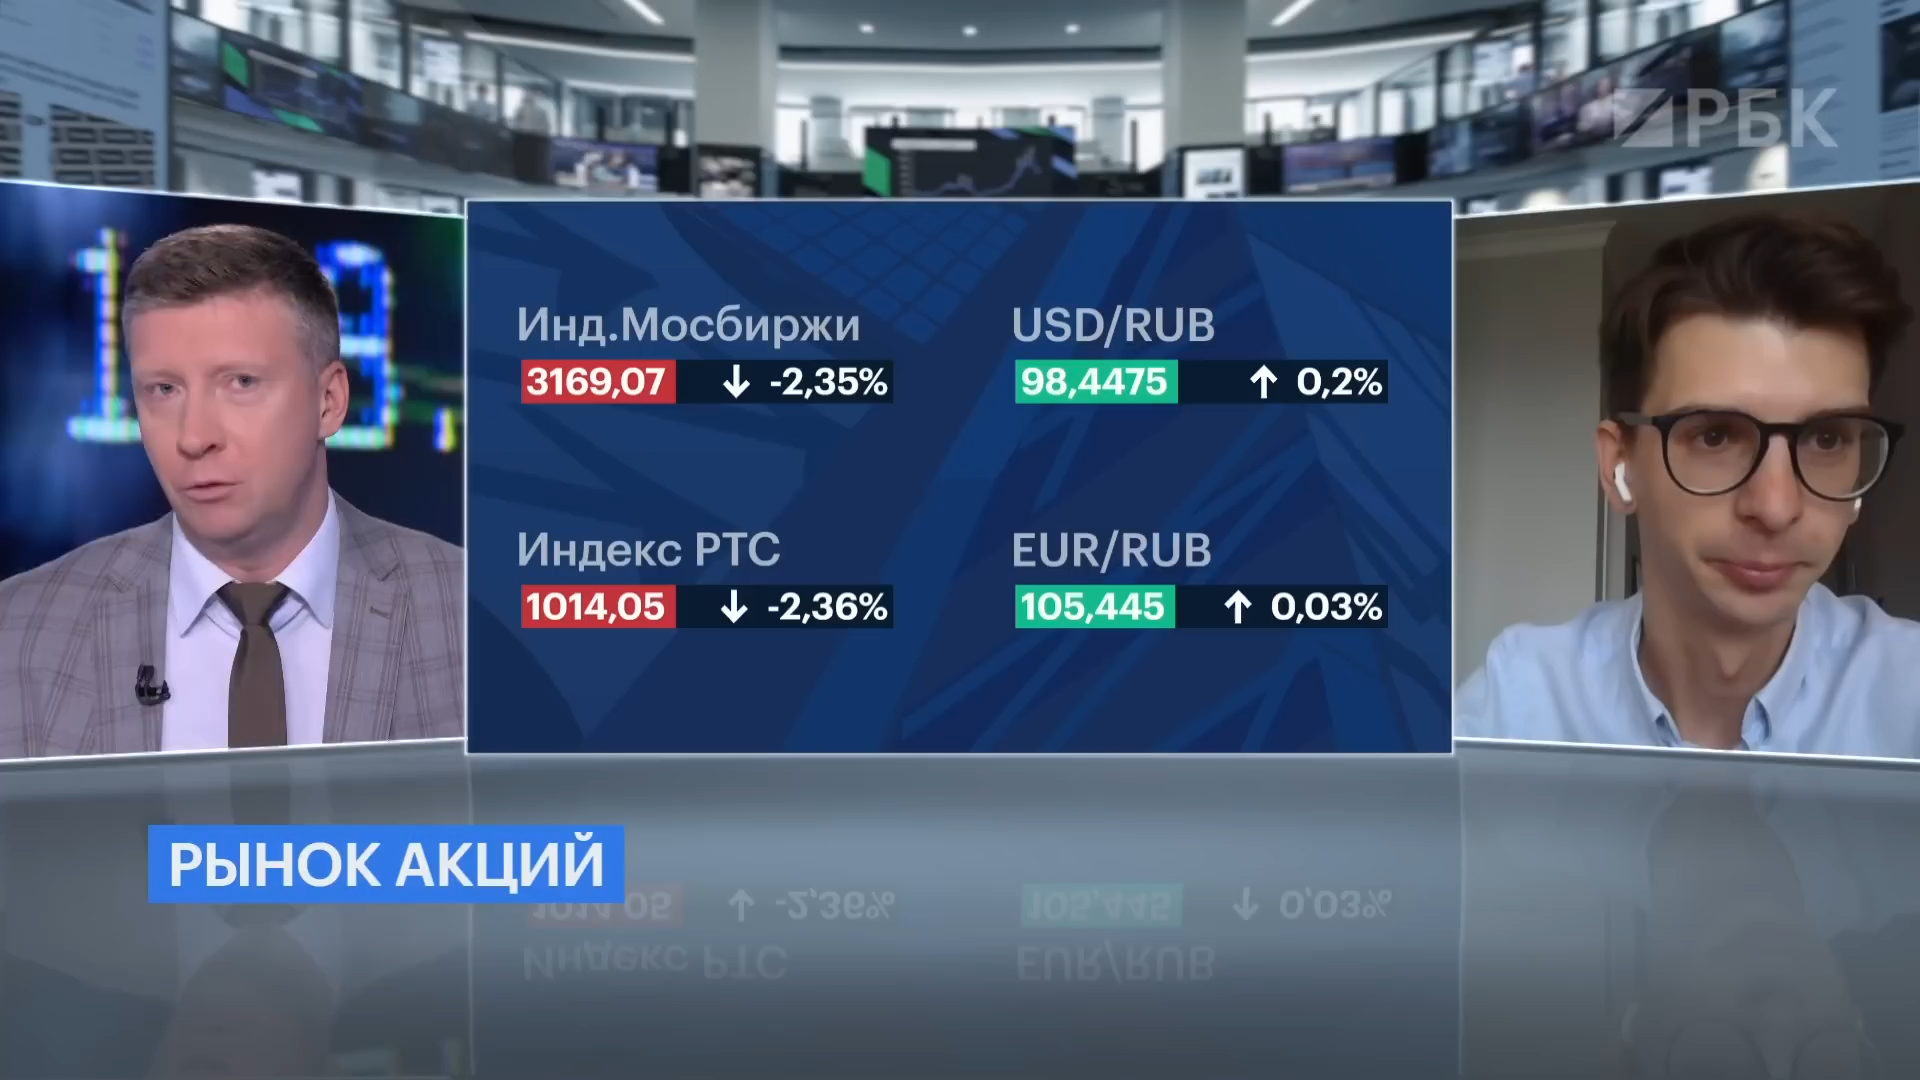 РБК
Инд.Мосбиржи
3169,07 ↓ -2,35%
USD/RUB
98,4475 ↑ 0,2%
Индекс РТС
1014,05 ↓ -2,36%
EUR/RUB
105,445 ↑ 0,03%
РЫНОК АКЦИЙ